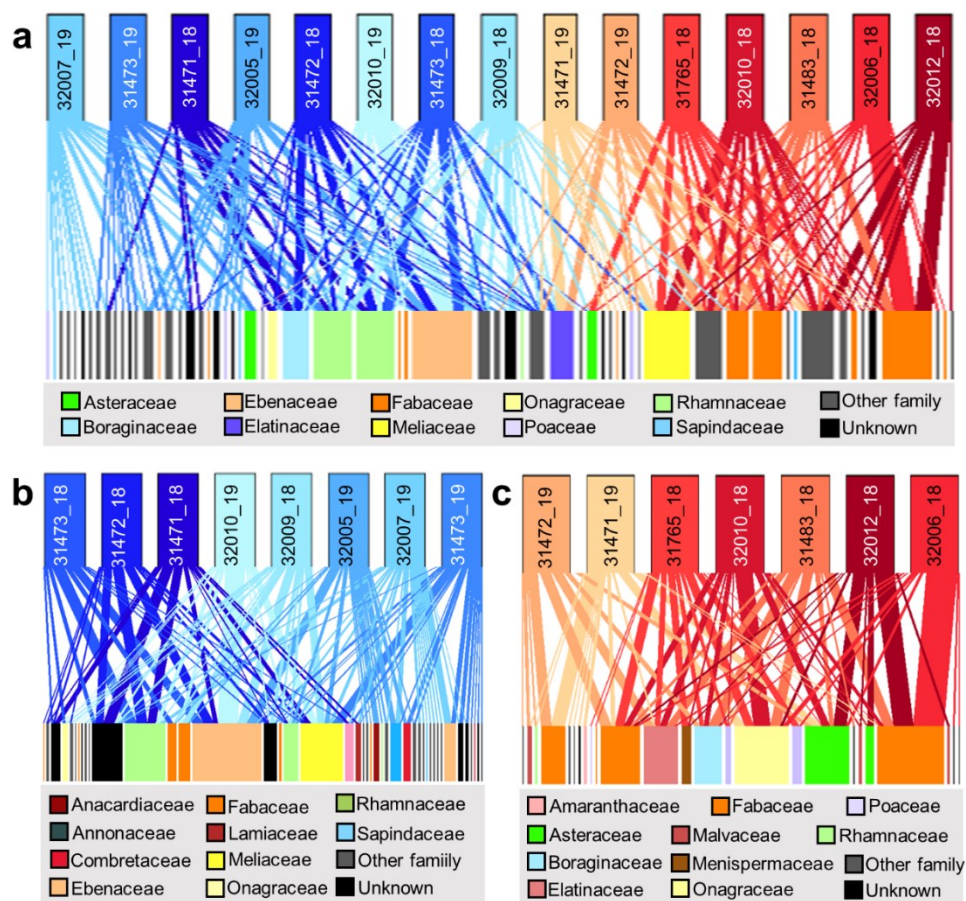 a
32007_19 31473_19 31471_18 32005_19 31472_18 32010_19 31473_18 32009_18 31471_19 31472_19 31765_18 32010_18 31483_18 32006_18 32012_18
Asteraceae Ebenaceae Fabaceae Onagraceae Rhamnaceae Other family
Boraginaceae Elatinaceae Meliaceae Poaceae Sapindaceae Unknown
b
31473_18 31472_18 31471_18 32010_19 32009_18 32005_19 32007_19 31473_19
Anacardiaceae Fabaceae Rhamnaceae
Annonaceae Lamiaceae Sapindaceae
Combretaceae Meliaceae Other famiily
Ebenaceae Onagraceae Unknown
c
31472_19 31471_19 31765_18 32010_18 31483_18 32012_18 32006_18
Amaranthaceae Fabaceae Poaceae
Asteraceae Malvaceae Rhamnaceae
Boraginaceae Menispermaceae Other family
Elatinaceae Onagraceae Unknown